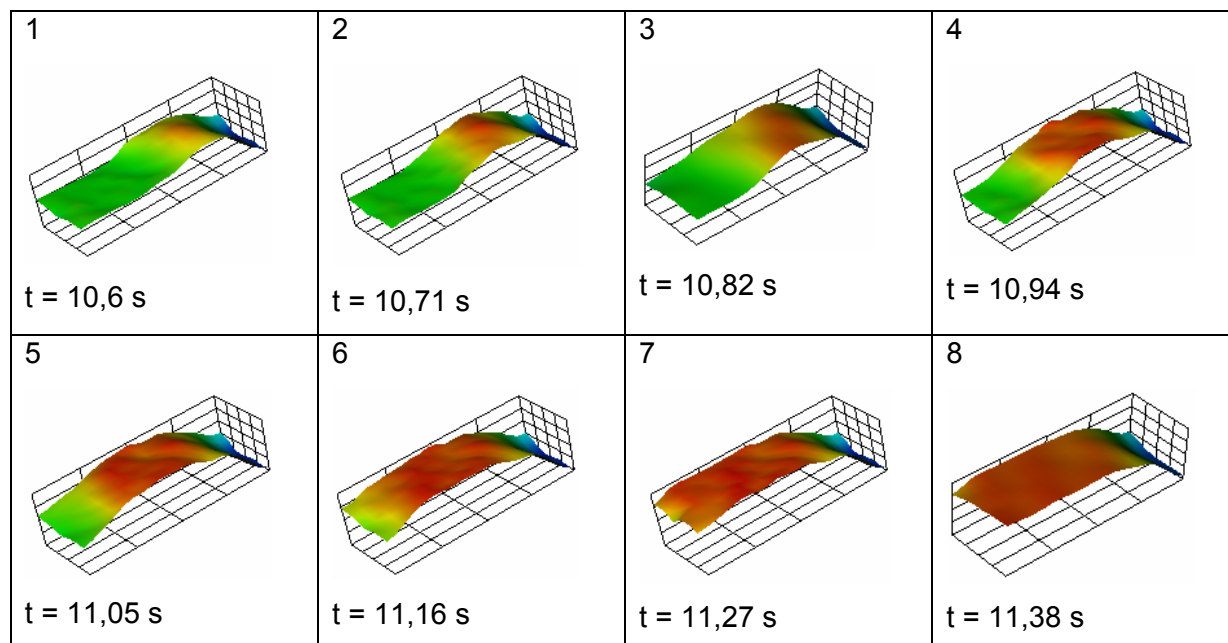 1
2
3
4
t = 10,6 s
t = 10,71 s
t = 10,82 s
t = 10,94 s
5
6
7
8
t = 11,05 s
t = 11,16 s
t = 11,27 s
t = 11,38 s